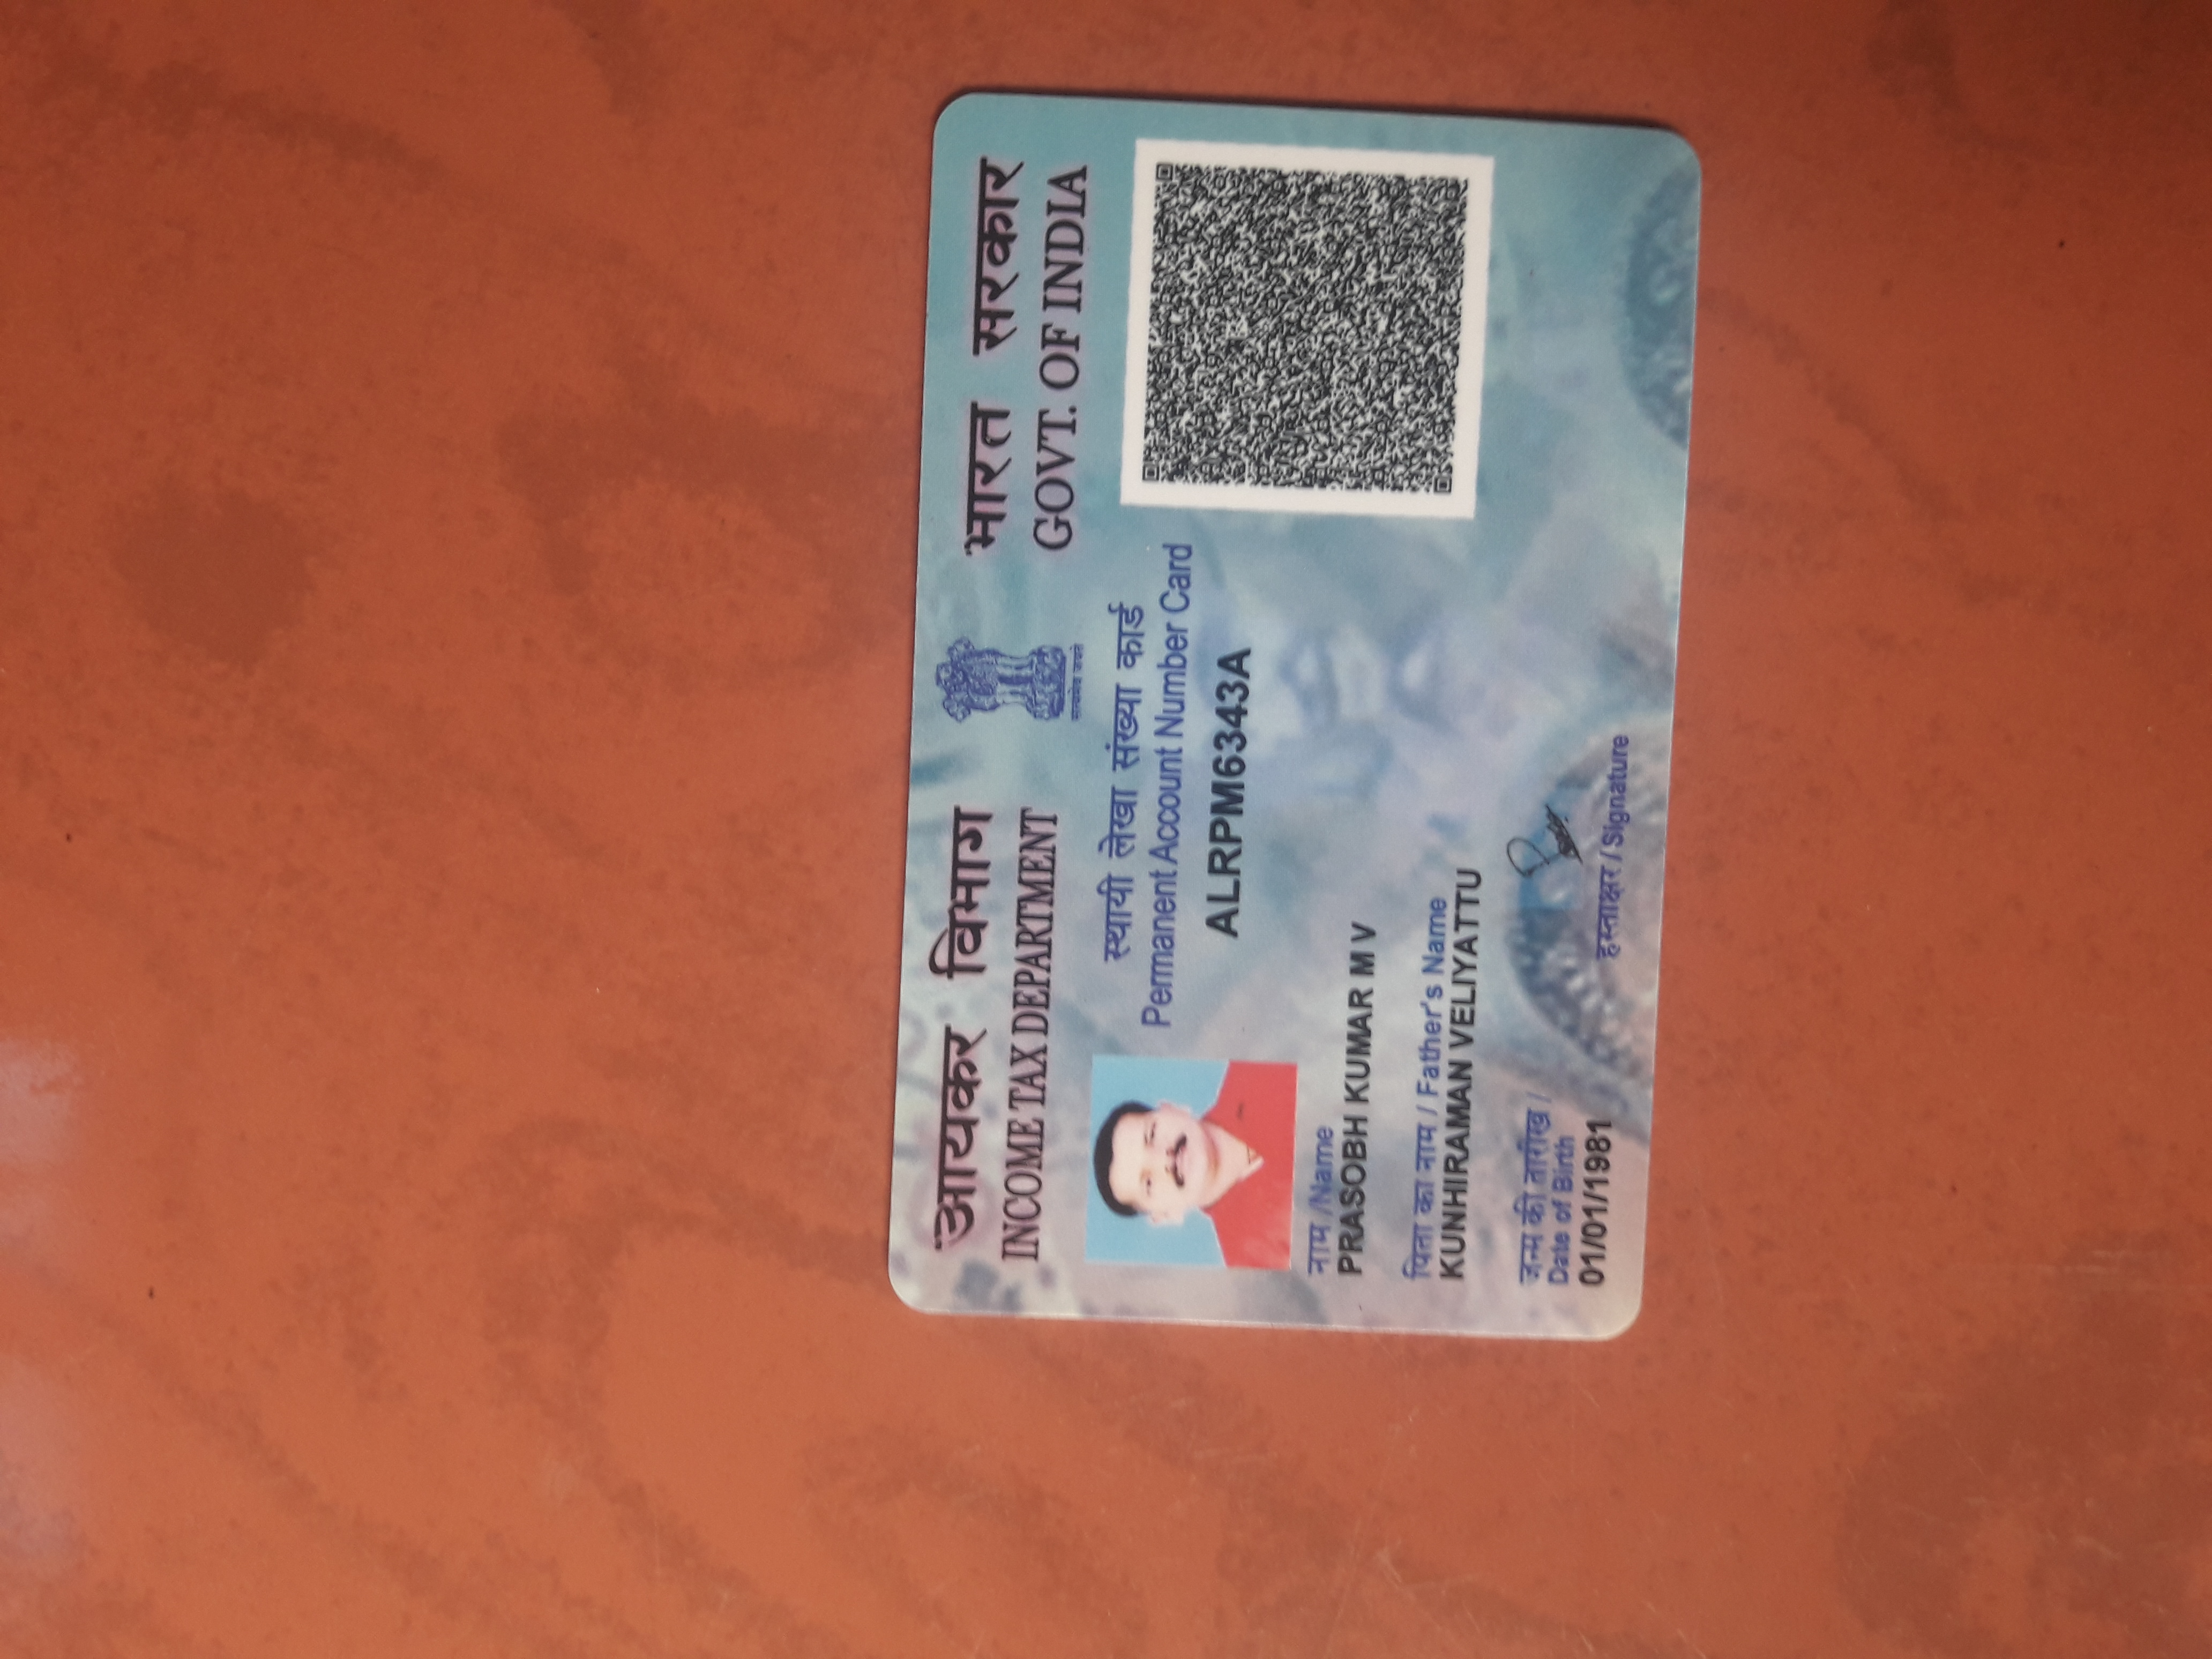 आयकर विभाग
INCOME TAX DEPARTMENT
सत्यमेव जयते
भारत सरकार
GOVT. OF INDIA
स्थायी लेखा संख्या कार्ड
Permanent Account Number Card
ALRPM6343A
नाम /Name
PRASOBH KUMAR M V
पिता का नाम / Father's Name
KUNHIRAMAN VELIYATTU
जन्म की तारीख /
Date of Birth
01/01/1981
हस्ताक्षर / Signature